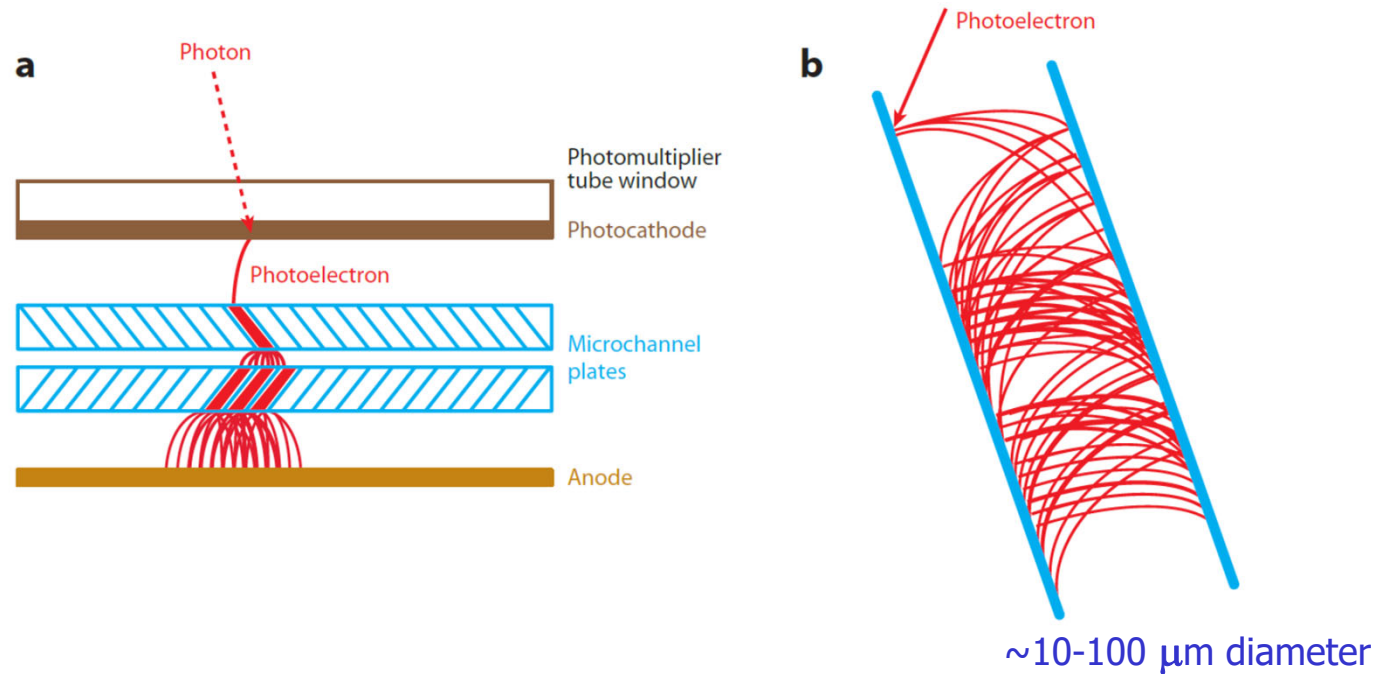 a
Photon
Photomultiplier
tube window
Photocathode
Photoelectron
Microchannel
plates
Anode
b
Photoelectron
~10-100 μm diameter